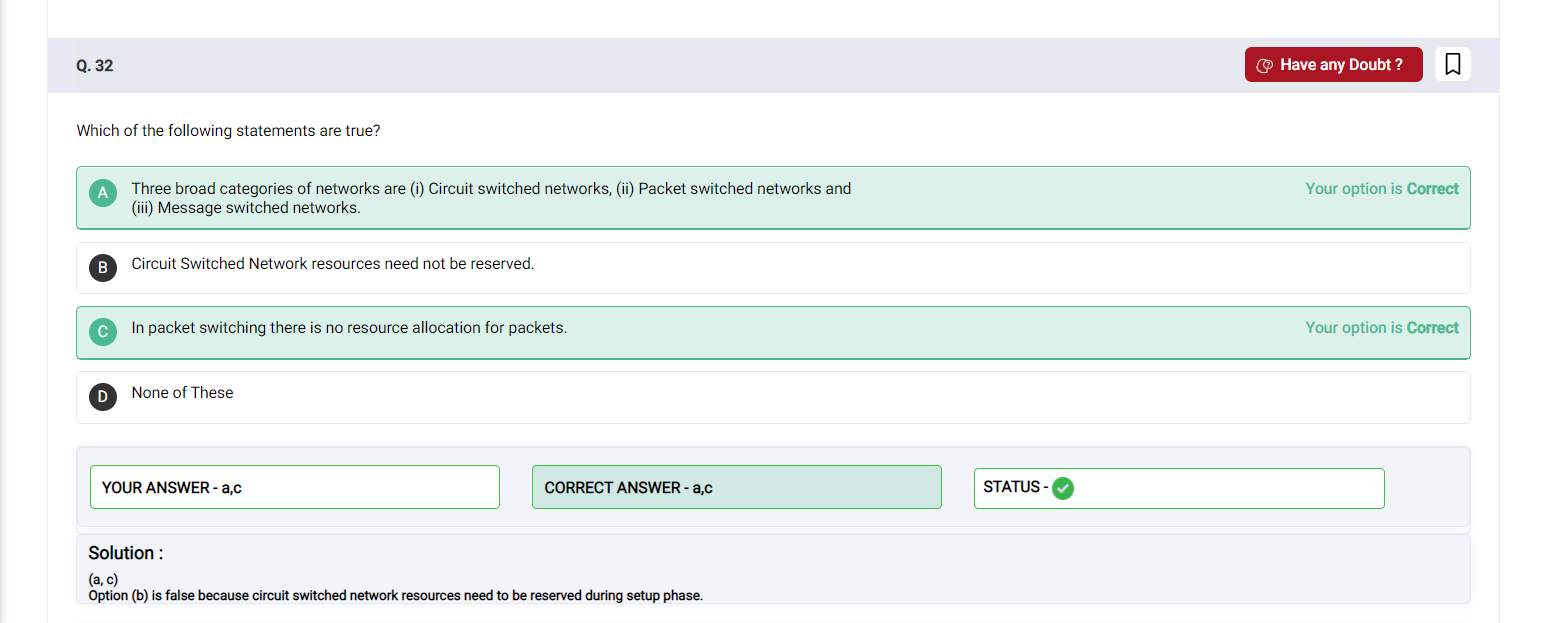 Q. 32
Have any Doubt ?
Which of the following statements are true?
A
Three broad categories of networks are (i) Circuit switched networks, (ii) Packet switched networks and
(iii) Message switched networks.
Your option is Correct
B
Circuit Switched Network resources need not be reserved.
C
In packet switching there is no resource allocation for packets.
Your option is Correct
D
None of These
YOUR ANSWER - a,c
CORRECT ANSWER - a,c
STATUS -
Solution :
(a, c)
Option (b) is false because circuit switched network resources need to be reserved during setup phase.